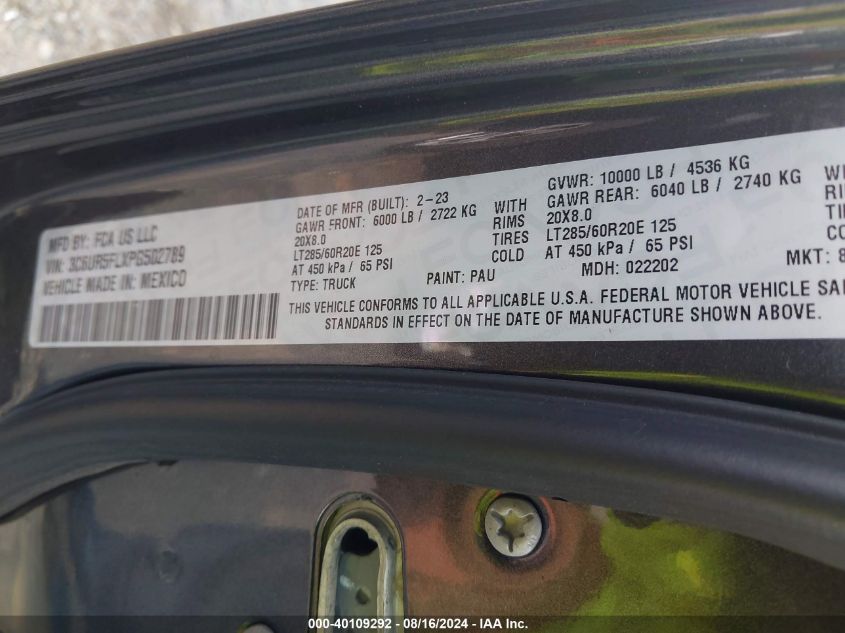 MFD BY: FCA US LLC
VIN: 3C6UR5FLXPG502789
VEHICLE MADE IN: MEXICO
DATE OF MFR (BUILT): 2-23
GAWR FRONT: 6000 LB / 2722 KG
20X8.0
LT285/60R20E 125
AT 450 kPa / 65 PSI
TYPE: TRUCK
WITH
RIMS
TIRES
COLD
GVWR: 10000 LB / 4536 KG
GAWR REAR: 6040 LB / 2740 KG
20X8.0
LT285/60R20E 125
AT 450 kPa / 65 PSI
PAINT: PAU
MDH: 022202
MKT: 8
THIS VEHICLE CONFORMS TO ALL APPLICABLE U.S.A. FEDERAL MOTOR VEHICLE SA
STANDARDS IN EFFECT ON THE DATE OF MANUFACTURE SHOWN ABOVE.
000-40109292 - 08/16/2024 - IAA Inc.